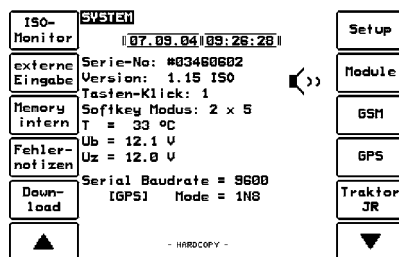 SYSTEM
07.09.04 09:26:28
Serie-No: #03460602
Version: 1.15 ISO
Tasten-Klick: 1
Softkey Modus: 2 x 5
T = 33 ºC
Ub = 12.1 V
Uz = 12.0 V
Serial Baudrate = 9600
[GPS] Mode = 1N8
- HARDCOPY -
ISO-
Monitor
externe
Eingabe
Memory
intern
Fehler-
notizen
Down-
load
Setup
Module
GSM
GPS
Traktor
JR